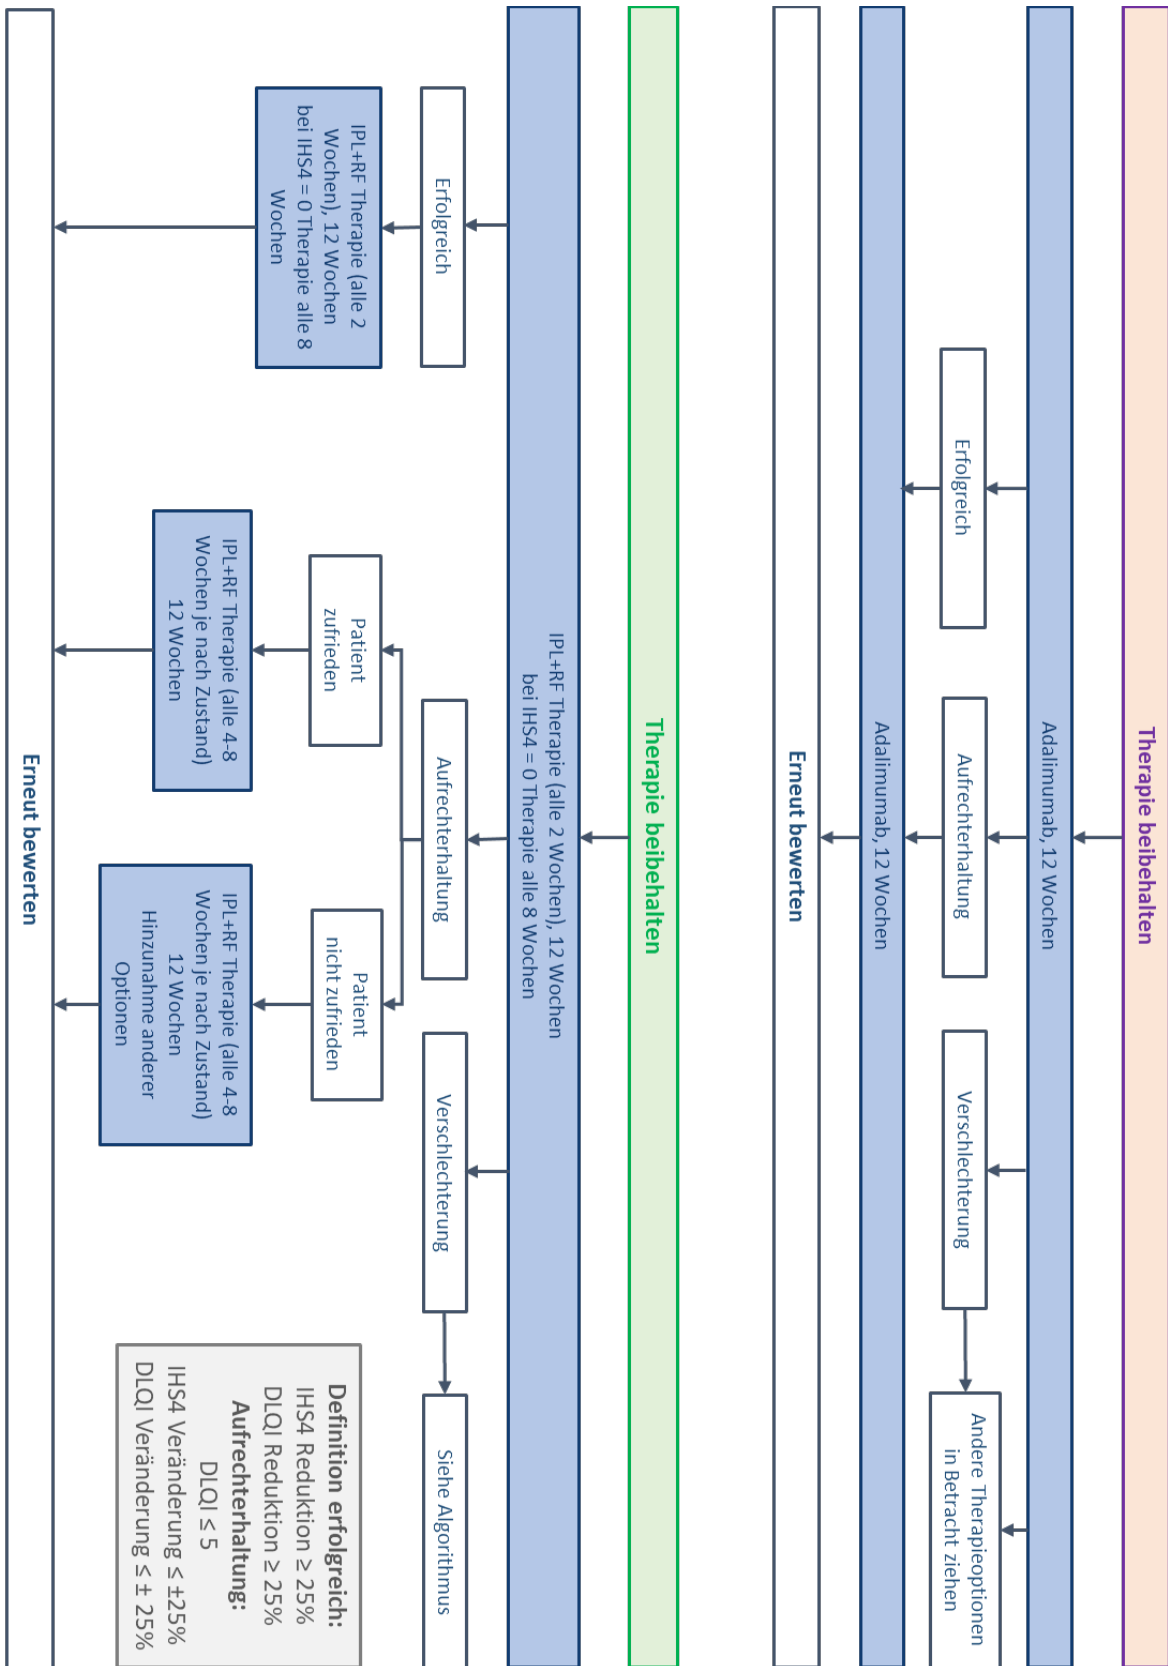 Therapie beibehalten
Adalimumab, 12 Wochen
Erfolgreich
Aufrechterhaltung
Verschlechterung
Andere Therapieoptionen
in Betracht ziehen
Adalimumab, 12 Wochen
Erneut bewerten
Therapie beibehalten
IPL+RF Therapie (alle 2 Wochen), 12 Wochen
bei IHS4 = 0 Therapie alle 8 Wochen
Erfolgreich
Aufrechterhaltung
Verschlechterung
Siehe Algorithmus
IPL+RF Therapie (alle 2
Wochen), 12 Wochen
bei IHS4 = 0 Therapie alle 8
Wochen
Patient
zufrieden
Patient
nicht zufrieden
IPL+RF Therapie (alle 4-8
Wochen je nach Zustand)
12 Wochen
IPL+RF Therapie (alle 4-8
Wochen je nach Zustand)
12 Wochen
Hinzunahme anderer
Optionen
Definition erfolgreich:
IHS4 Reduktion ≥ 25%
DLQI Reduktion ≥ 25%
Aufrechterhaltung:
DLQI ≤ 5
IHS4 Veränderung ≤ ±25%
DLQI Veränderung ≤ ± 25%
Erneut bewerten